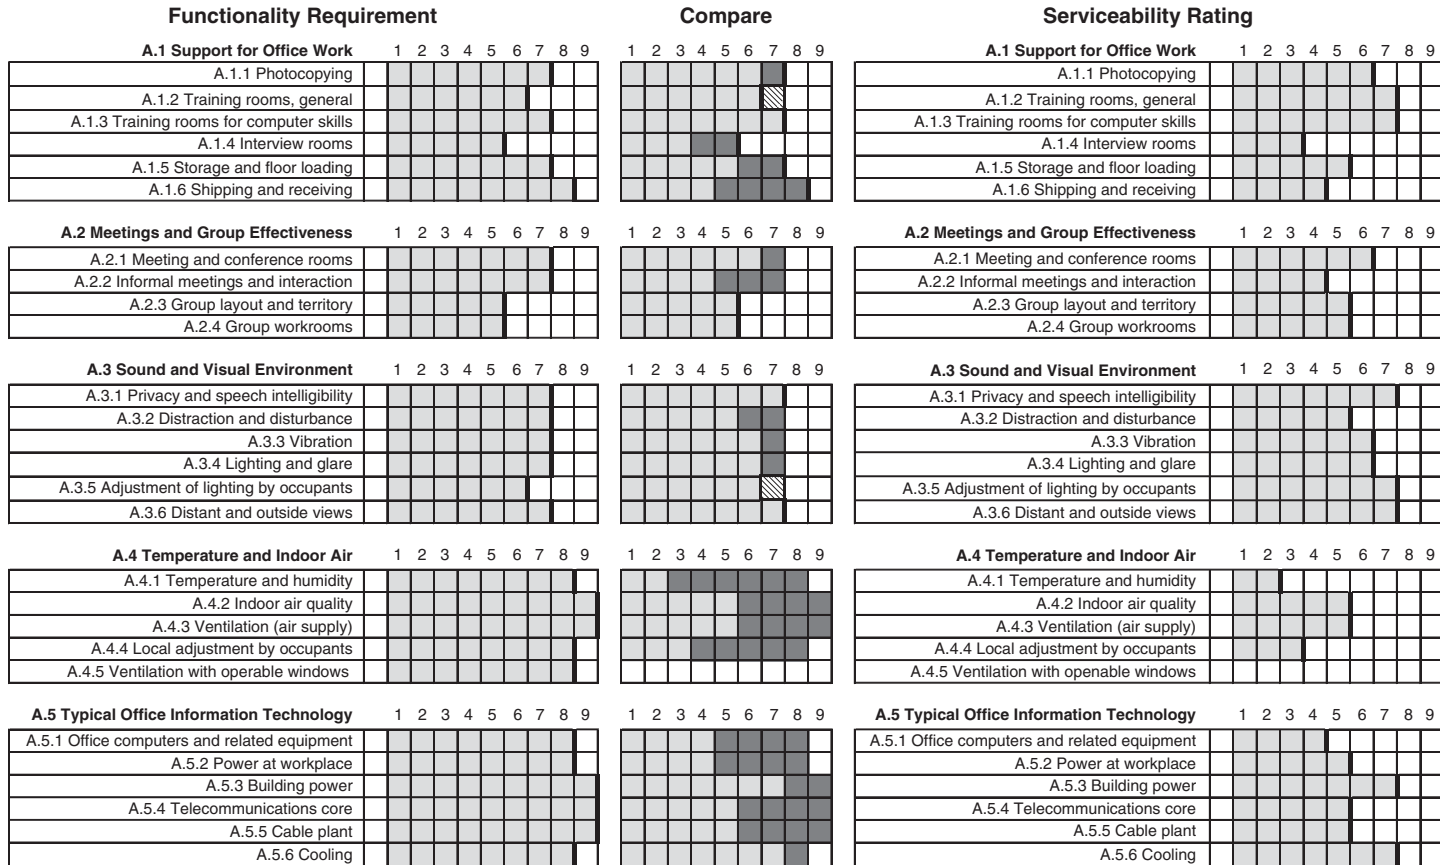 Functionality Requirement Compare Serviceability Rating
A.1 Support for Office Work 1 2 3 4 5 6 7 8 9 1 2 3 4 5 6 7 8 9 A.1 Support for Office Work 1 2 3 4 5 6 7 8 9
A.1.1 Photocopying A.1.1 Photocopying
A.1.2 Training rooms, general A.1.2 Training rooms, general
A.1.3 Training rooms for computer skills A.1.3 Training rooms for computer skills
A.1.4 Interview rooms A.1.4 Interview rooms
A.1.5 Storage and floor loading A.1.5 Storage and floor loading
A.1.6 Shipping and receiving A.1.6 Shipping and receiving
A.2 Meetings and Group Effectiveness 1 2 3 4 5 6 7 8 9 1 2 3 4 5 6 7 8 9 A.2 Meetings and Group Effectiveness 1 2 3 4 5 6 7 8 9
A.2.1 Meeting and conference rooms A.2.1 Meeting and conference rooms
A.2.2 Informal meetings and interaction A.2.2 Informal meetings and interaction
A.2.3 Group layout and territory A.2.3 Group layout and territory
A.2.4 Group workrooms A.2.4 Group workrooms
A.3 Sound and Visual Environment 1 2 3 4 5 6 7 8 9 1 2 3 4 5 6 7 8 9 A.3 Sound and Visual Environment 1 2 3 4 5 6 7 8 9
A.3.1 Privacy and speech intelligibility A.3.1 Privacy and speech intelligibility
A.3.2 Distraction and disturbance A.3.2 Distraction and disturbance
A.3.3 Vibration A.3.3 Vibration
A.3.4 Lighting and glare A.3.4 Lighting and glare
A.3.5 Adjustment of lighting by occupants A.3.5 Adjustment of lighting by occupants
A.3.6 Distant and outside views A.3.6 Distant and outside views
A.4 Temperature and Indoor Air 1 2 3 4 5 6 7 8 9 1 2 3 4 5 6 7 8 9 A.4 Temperature and Indoor Air 1 2 3 4 5 6 7 8 9
A.4.1 Temperature and humidity A.4.1 Temperature and humidity
A.4.2 Indoor air quality A.4.2 Indoor air quality
A.4.3 Ventilation (air supply) A.4.3 Ventilation (air supply)
A.4.4 Local adjustment by occupants A.4.4 Local adjustment by occupants
A.4.5 Ventilation with operable windows A.4.5 Ventilation with openable windows
A.5 Typical Office Information Technology 1 2 3 4 5 6 7 8 9 1 2 3 4 5 6 7 8 9 A.5 Typical Office Information Technology 1 2 3 4 5 6 7 8 9
A.5.1 Office computers and related equipment A.5.1 Office computers and related equipment
A.5.2 Power at workplace A.5.2 Power at workplace
A.5.3 Building power A.5.3 Building power
A.5.4 Telecommunications core A.5.4 Telecommunications core
A.5.5 Cable plant A.5.5 Cable plant
A.5.6 Cooling A.5.6 Cooling